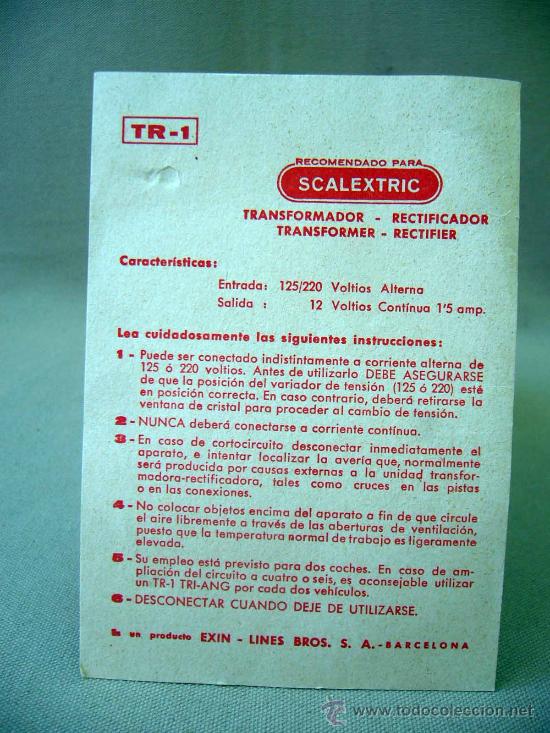 TR-1
RECOMENDADO PARA
SCALEXTRIC
TRANSFORMADOR - RECTIFICADOR
TRANSFORMER - RECTIFIER
Características:
Entrada: 125/220 Voltios Alterna
Salida : 12 Voltios Contínua 1'5 amp.
Lea cuidadosamente las siguientes instrucciones:
1 - Puede ser conectado indistíntamente a corriente alterna de
125 ó 220 voltios. Antes de utilizarlo DEBE ASEGURARSE
de que la posición del variador de tensión (125 ó 220) esté
en posición correcta. En caso contrario, deberá retirarse la
ventana de cristal para proceder al cambio de tensión.
2 - NUNCA deberá conectarse a corriente contínua.
3 - En caso de cortocircuito desconectar inmediatamente el
aparato, e intentar localizar la avería que, normalmente
será producida por causas externas a la unidad transfor-
madora-rectificadora, tales como cruces en las pistas
o en las conexiones.
4 - No colocar objetos encima del aparato a fin de que circule
el aire libremente a través de las aberturas de ventilación,
puesto que la temperatura normal de trabajo es ligeramente
elevada.
5 - Su empleo está previsto para dos coches. En caso de am-
pliación del circuito a cuatro o seis, es aconsejable utilizar
un TR-1 TRI-ANG por cada dos vehículos.
6 - DESCONECTAR CUANDO DEJE DE UTILIZARSE.
Es un producto EXIN - LINES BROS. S. A. - BARCELONA
todocoleccion
www.todocoleccion.net